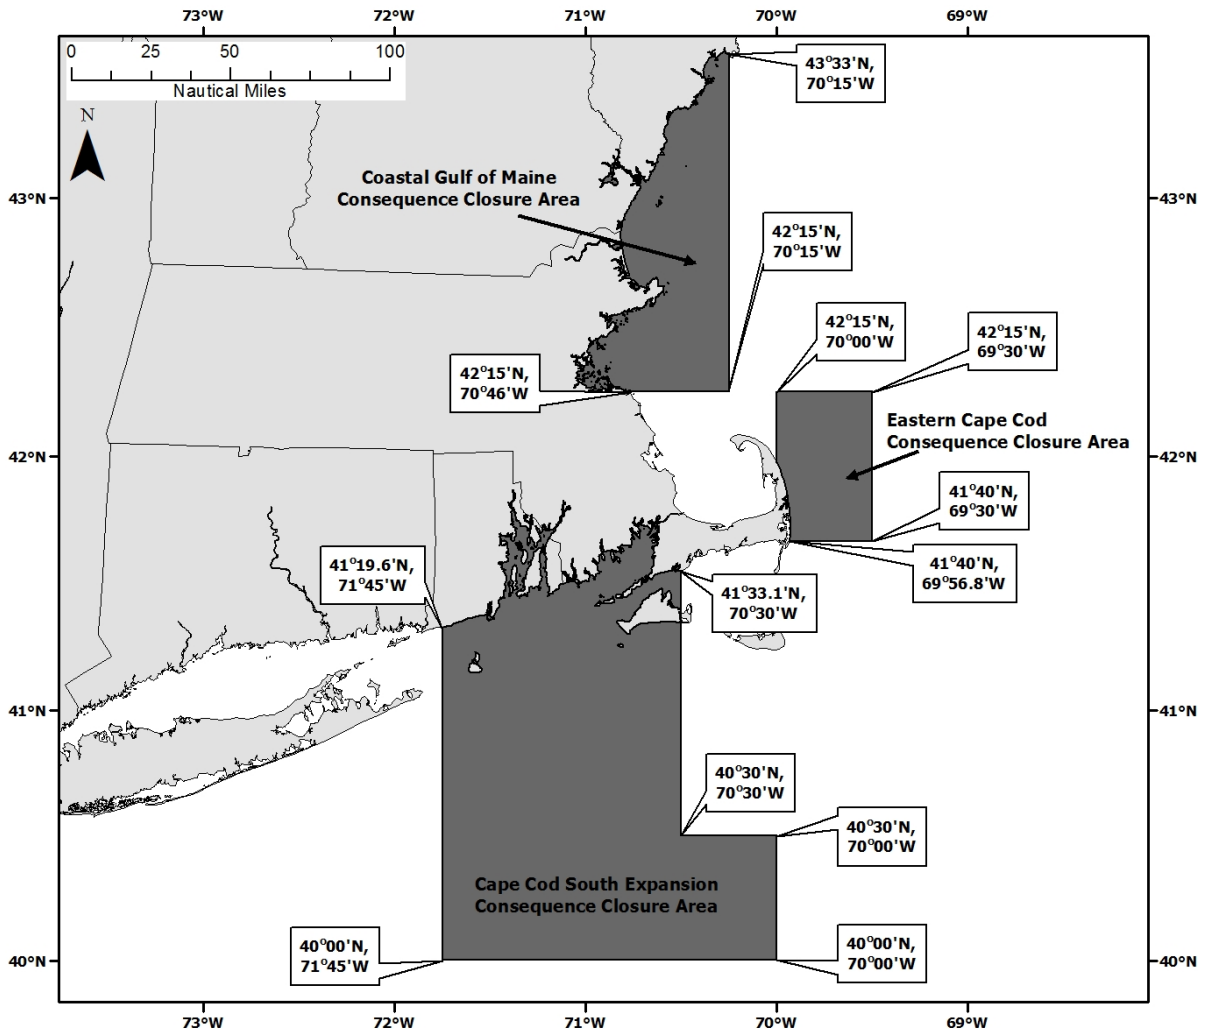 73°W 72°W 71°W 70°W 69°W
0 25 50 100
Nautical Miles
N
43°33'N,
70°15'W
Coastal Gulf of Maine
Consequence Closure Area
43°N
43°N
42°15'N,
70°15'W
42°15'N,
70°00'W
42°15'N,
69°30'W
42°15'N,
70°46'W
Eastern Cape Cod
Consequence Closure Area
42°N
42°N
41°40'N,
69°30'W
41°40'N,
69°56.8'W
41°19.6'N,
71°45'W
41°33.1'N,
70°30'W
41°N
41°N
40°30'N,
70°30'W
40°30'N,
70°00'W
Cape Cod South Expansion
Consequence Closure Area
40°00'N,
71°45'W
40°00'N,
70°00'W
40°N
40°N
73°W 72°W 71°W 70°W 69°W